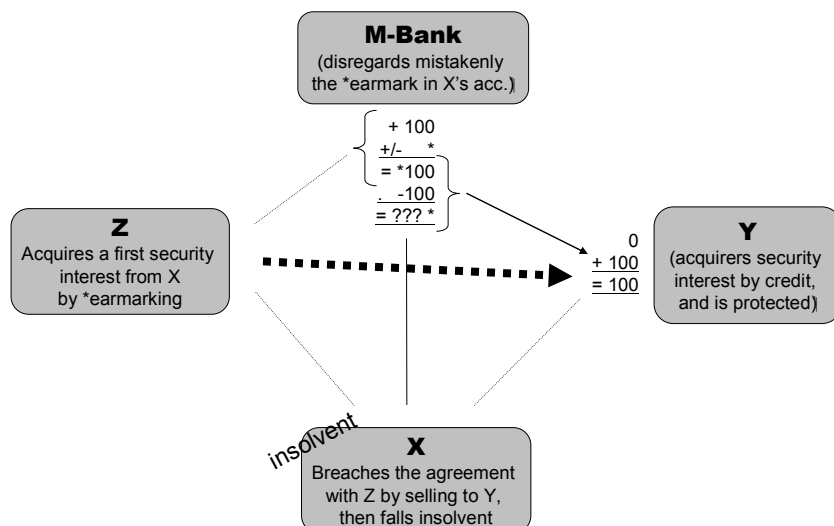 M-Bank
(disregards mistakenly
the *earmark in X's acc.)
+ 100
+/- *
= *100
. -100
= ??? *
Z
Acquires a first security
interest from X
by *earmarking
0
+ 100
= 100
Y
(acquirers security
interest by credit,
and is protected)
insolvent
X
Breaches the agreement
with Z by selling to Y,
then falls insolvent